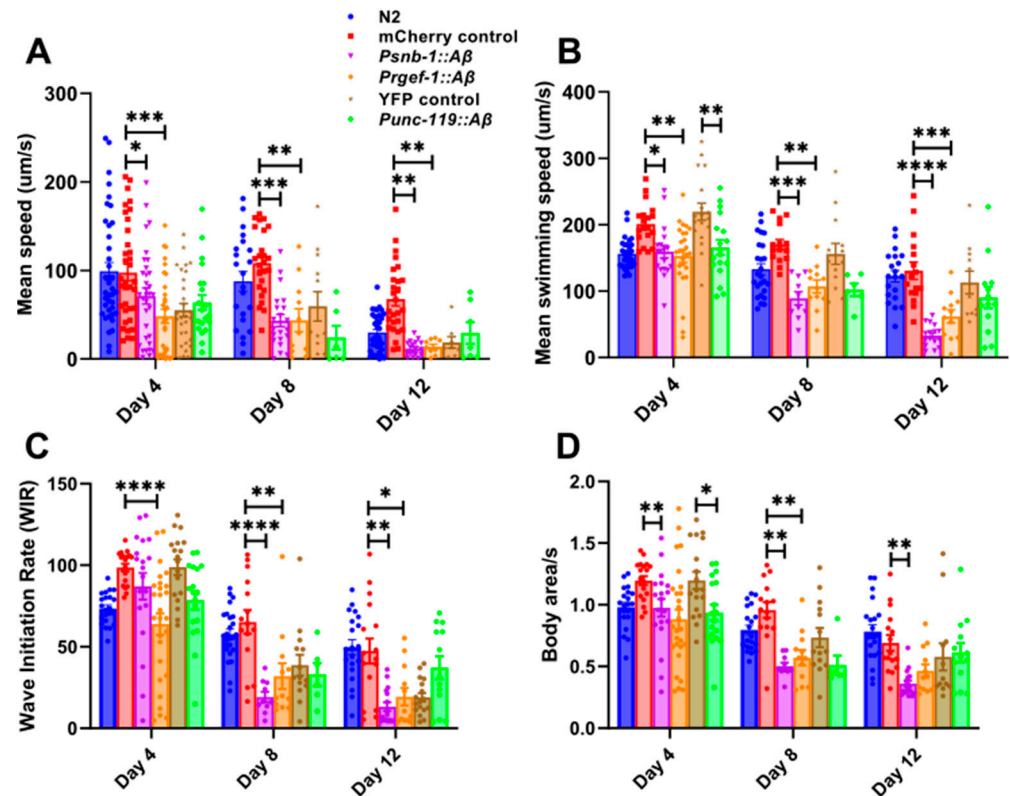 A
N2
mCherry control
Psnb-1::Aβ
Prgef-1::Aβ
YFP control
Punc-119::Aβ
Mean speed (um/s)
300
200
100
0
***
*
**
***
**
**
Day 4
Day 8
Day 12
B
Mean swimming speed (um/s)
400
300
200
100
0
**
**
*
**
***
***
****
Day 4
Day 8
Day 12
C
Wave Initiation Rate (WIR)
150
100
50
0
****
**
****
*
**
Day 4
Day 8
Day 12
D
Body area/s
2.0
1.5
1.0
0.5
0.0
**
*
**
**
**
Day 4
Day 8
Day 12